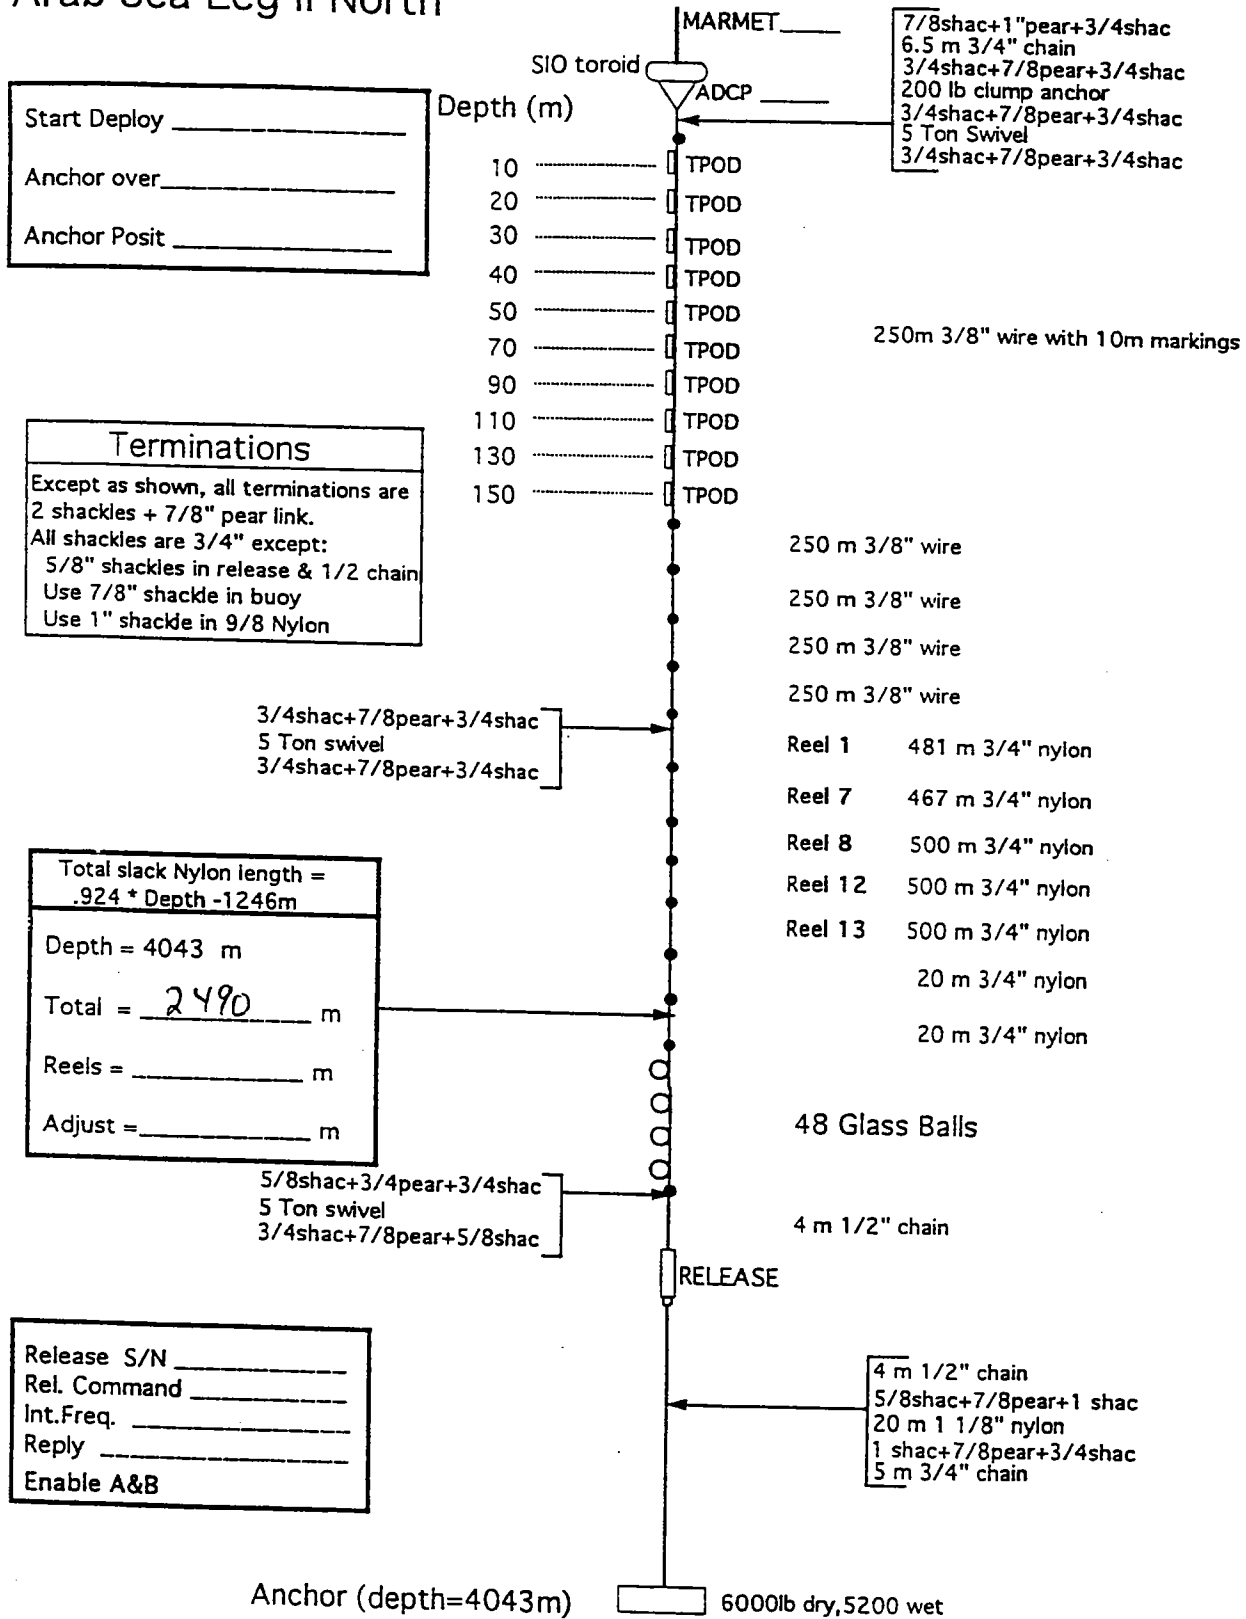 Arab Sea Leg II North
MARMET_____
SIO toroid
ADCP ______
7/8shac+1"pear+3/4shac
6.5 m 3/4" chain
3/4shac+7/8pear+3/4shac
200 lb clump anchor
3/4shac+7/8pear+3/4shac
5 Ton Swivel
3/4shac+7/8pear+3/4shac
Start Deploy ________________
Anchor over________________
Anchor Posit ________________
Depth (m)
10 TPOD
20 TPOD
30 TPOD
40 TPOD
50 TPOD
70 TPOD
90 TPOD
110 TPOD
130 TPOD
150 TPOD
250m 3/8" wire with 10m markings
Terminations
Except as shown, all terminations are
2 shackles + 7/8" pear link.
All shackles are 3/4" except:
5/8" shackles in release & 1/2 chain
Use 7/8" shackle in buoy
Use 1" shackle in 9/8 Nylon
250 m 3/8" wire
250 m 3/8" wire
250 m 3/8" wire
250 m 3/8" wire
3/4shac+7/8pear+3/4shac
5 Ton swivel
3/4shac+7/8pear+3/4shac
Reel 1 481 m 3/4" nylon
Reel 7 467 m 3/4" nylon
Reel 8 500 m 3/4" nylon
Reel 12 500 m 3/4" nylon
Reel 13 500 m 3/4" nylon
20 m 3/4" nylon
20 m 3/4" nylon
Total slack Nylon length =
.924 * Depth -1246m
Depth = 4043 m
Total = 2490 m
Reels = ____________ m
Adjust =____________ m
48 Glass Balls
5/8shac+3/4pear+3/4shac
5 Ton swivel
3/4shac+7/8pear+5/8shac
4 m 1/2" chain
RELEASE
Release S/N ____________
Rel. Command ___________
Int.Freq. _______________
Reply _________________
Enable A&B
4 m 1/2" chain
5/8shac+7/8pear+1 shac
20 m 1 1/8" nylon
1 shac+7/8pear+3/4shac
5 m 3/4" chain
Anchor (depth=4043m)
6000lb dry,5200 wet